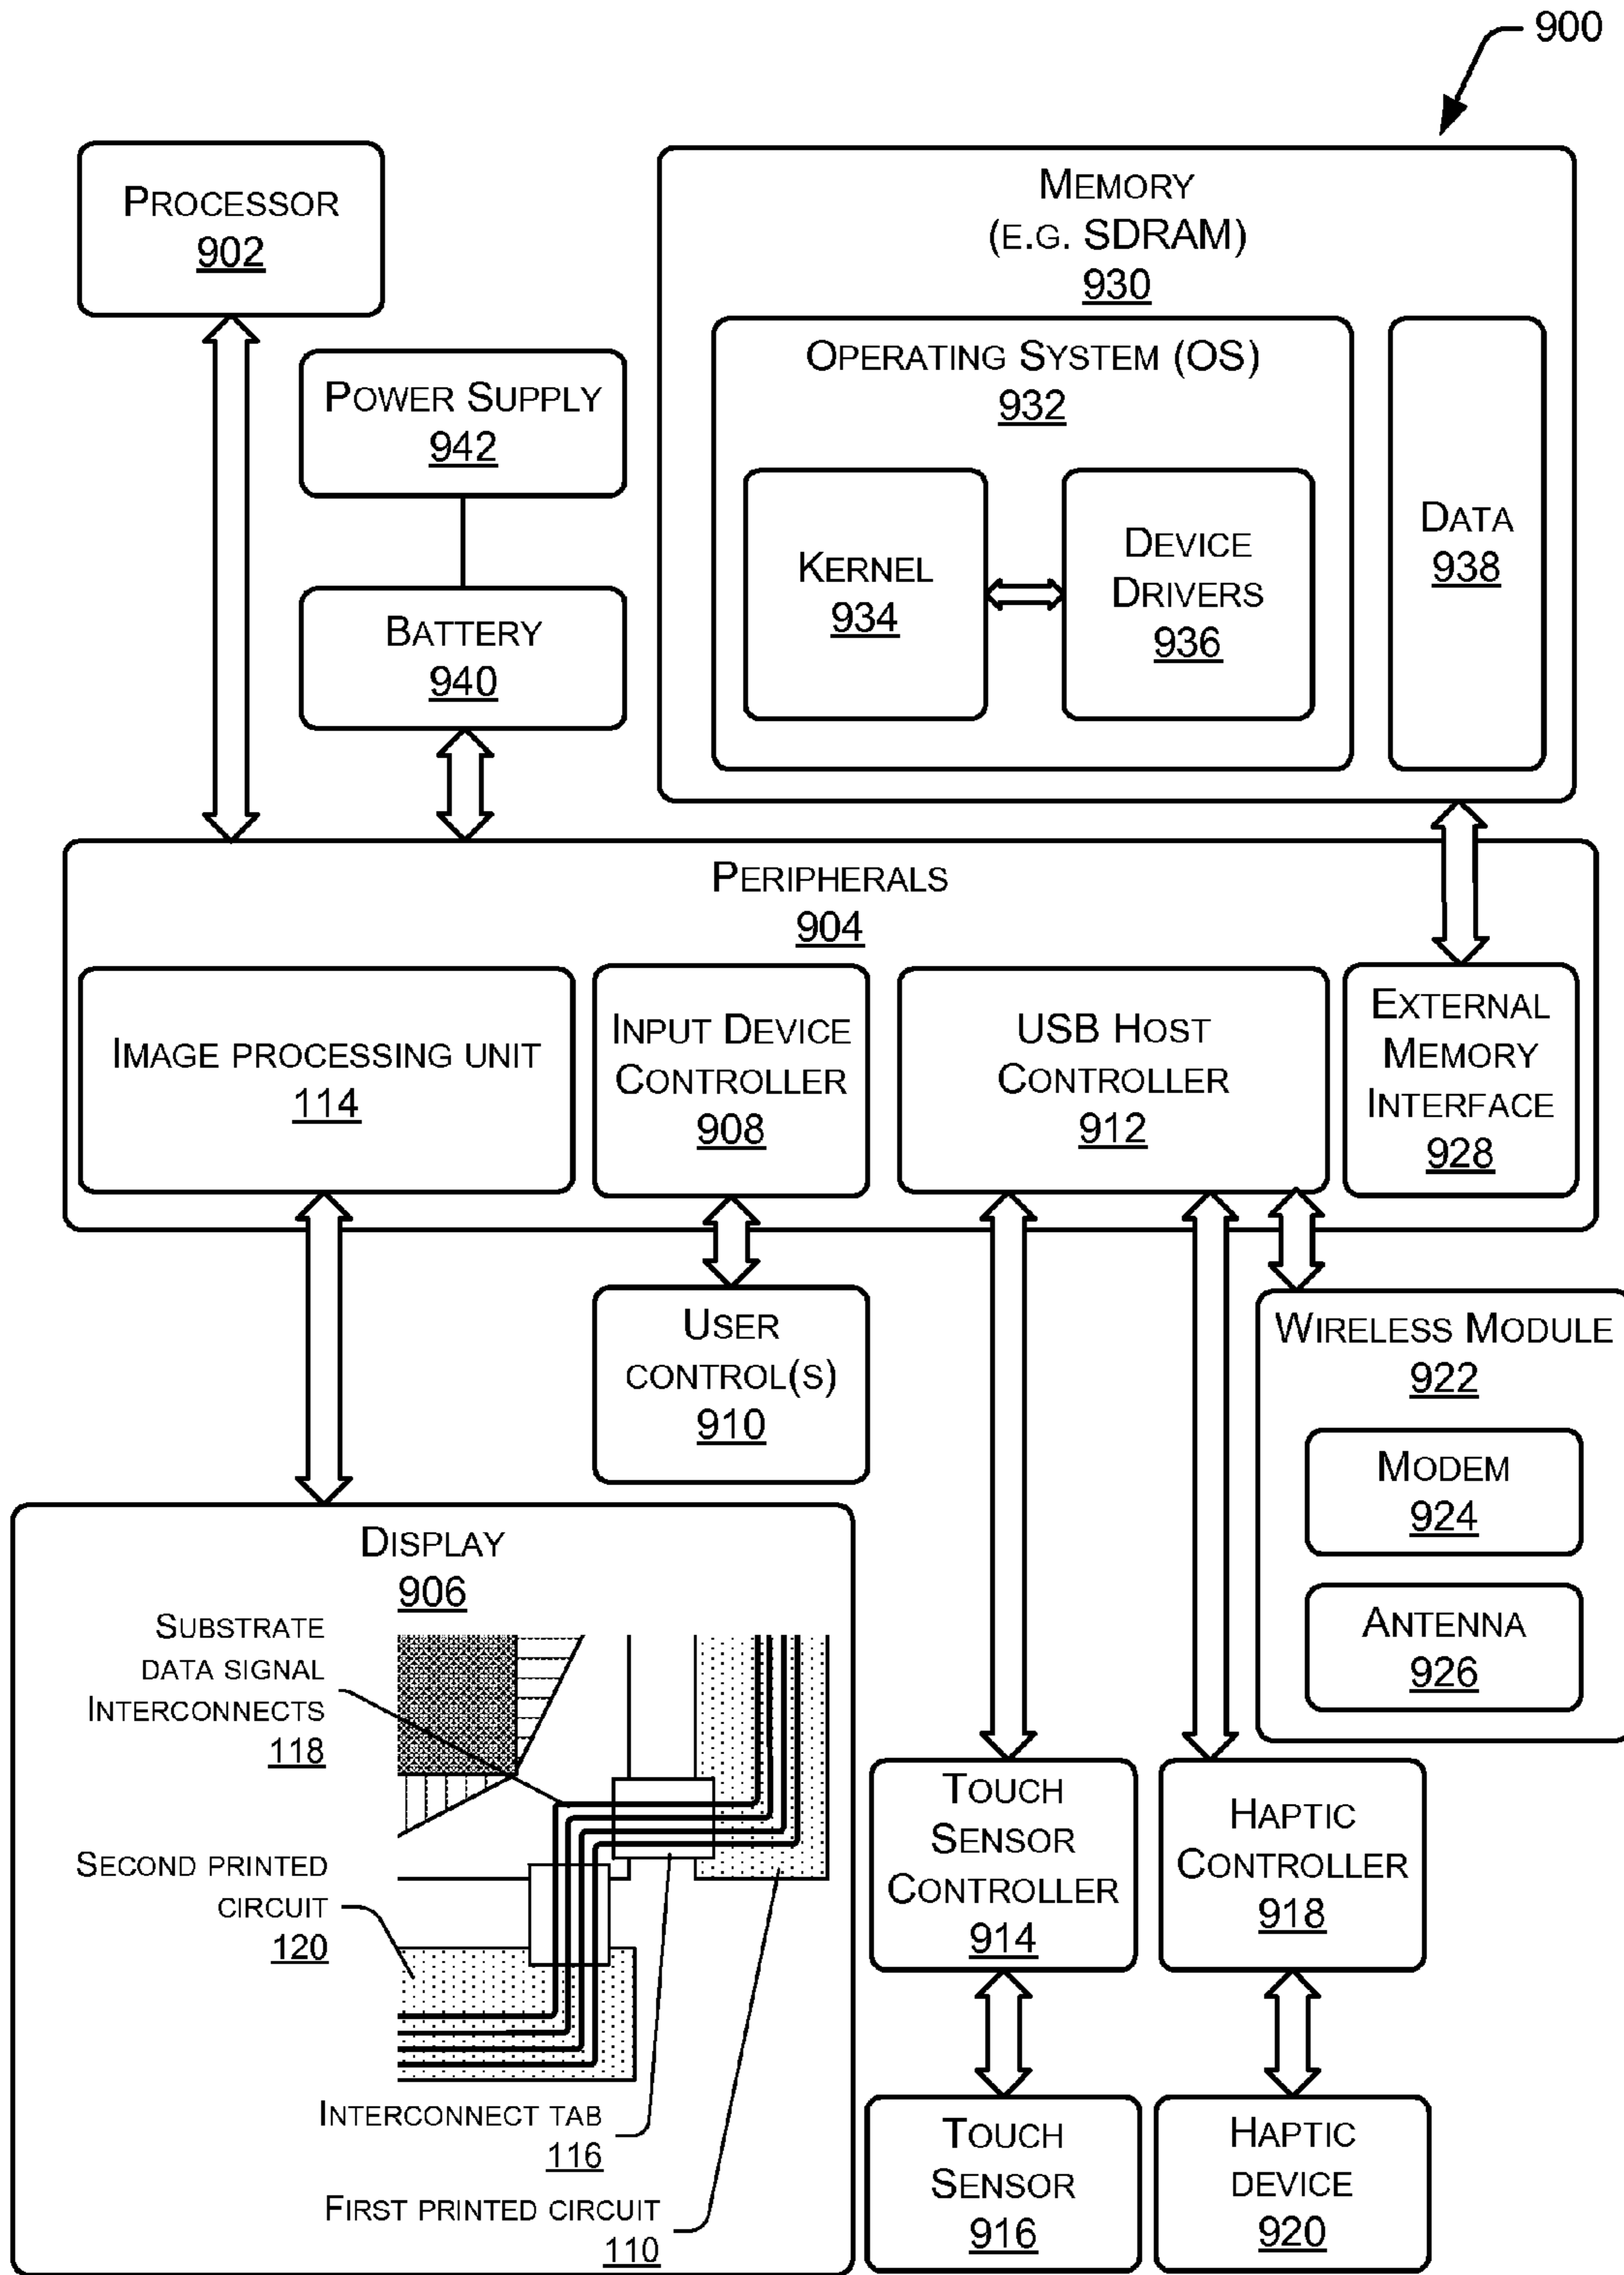 900
PROCESSOR
902
MEMORY
(E.G. SDRAM)
930
OPERATING SYSTEM (OS)
932
KERNEL
934
DEVICE
DRIVERS
936
DATA
938
POWER SUPPLY
942
BATTERY
940
PERIPHERALS
904
IMAGE PROCESSING UNIT
114
INPUT DEVICE
CONTROLLER
908
USB HOST
CONTROLLER
912
EXTERNAL
MEMORY
INTERFACE
928
USER
CONTROL(S)
910
WIRELESS MODULE
922
MODEM
924
ANTENNA
926
DISPLAY
906
SUBSTRATE
DATA SIGNAL
INTERCONNECTS
118
SECOND PRINTED
CIRCUIT
120
INTERCONNECT TAB
116
FIRST PRINTED CIRCUIT
110
TOUCH
SENSOR
CONTROLLER
914
HAPTIC
CONTROLLER
918
TOUCH
SENSOR
916
HAPTIC
DEVICE
920